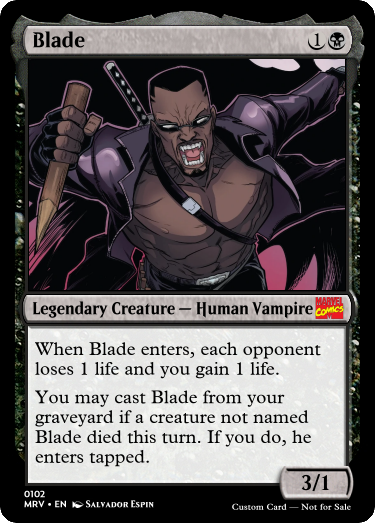 Blade 1
Legendary Creature — Human Vampire
MARVEL
COMICS
When Blade enters, each opponent
loses 1 life and you gain 1 life.
You may cast Blade from your
graveyard if a creature not named
Blade died this turn. If you do, he
enters tapped.
3/1
0102
MRV • EN Salvador Espin
Custom Card — Not for Sale